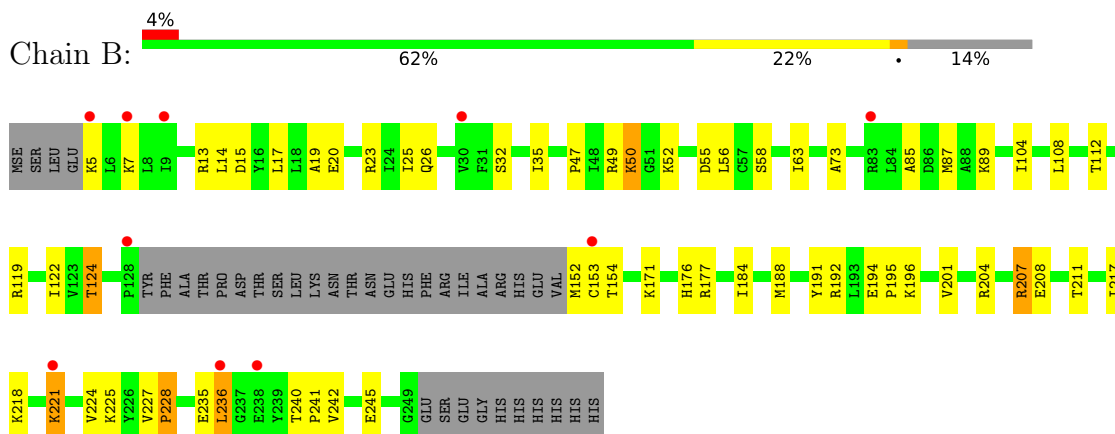 4%
Chain B:
62% 22% • 14%
MSE SER LEU GLU K5 L6 K7 L8 I9 R13 L14 D15 Y16 L17 L18 A19 E20 R23 I24 I25 Q26 V30 F31 S32 I35 P47 I48 R49 K50 G51 K52 D55 L56 C57 S58 I63 A73 R83 L84 A85 D86 M87 A88 K89 I104 L108 T112
R119 I122 V123 T124 P128 TYR PHE ALA THR PRO ASP THR SER LEU LYS ASN THR ASN GLU HIS PHE ARG ILE ALA ARG HIS GLU VAL M152 C153 T154 K171 H176 R177 I184 M188 Y191 R192 L193 E194 P195 K196 V201 R204 R207 E208 T211 I217
K218 K221 V224 K225 Y226 V227 P228 E235 L236 G237 E238 Y239 T240 P241 V242 E245 G249 GLU SER GLU GLY HIS HIS HIS HIS HIS HIS